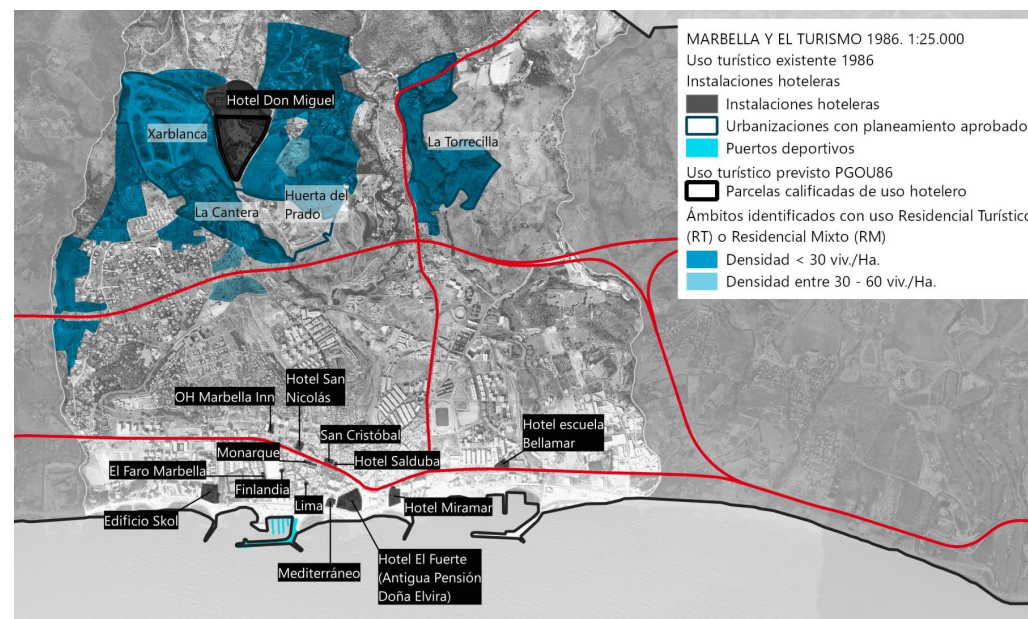 MARBELLA Y EL TURISMO 1986. 1:25.000
Uso turístico existente 1986
Instalaciones hoteleras
Instalaciones hoteleras
Urbanizaciones con planeamiento aprobado
Puertos deportivos
Uso turístico previsto PGOU86
Parcelas calificadas de uso hotelero
Ámbitos identificados con uso Residencial Turístico
(RT) o Residencial Mixto (RM)
Densidad < 30 viv./Ha.
Densidad entre 30 - 60 viv./Ha.
Hotel Don Miguel
Xarblanca
La Torrecilla
La Cantera
Huerta del
Prado
Hotel San
Nicolás
OH Marbella Inn
San Cristóbal
Hotel escuela
Bellamar
Monarque
Hotel Salduba
El Faro Marbella
Finlandia
Lima
Hotel Miramar
Edificio Skol
Mediterráneo
Hotel El Fuerte
(Antigua Pensión
Doña Elvira)